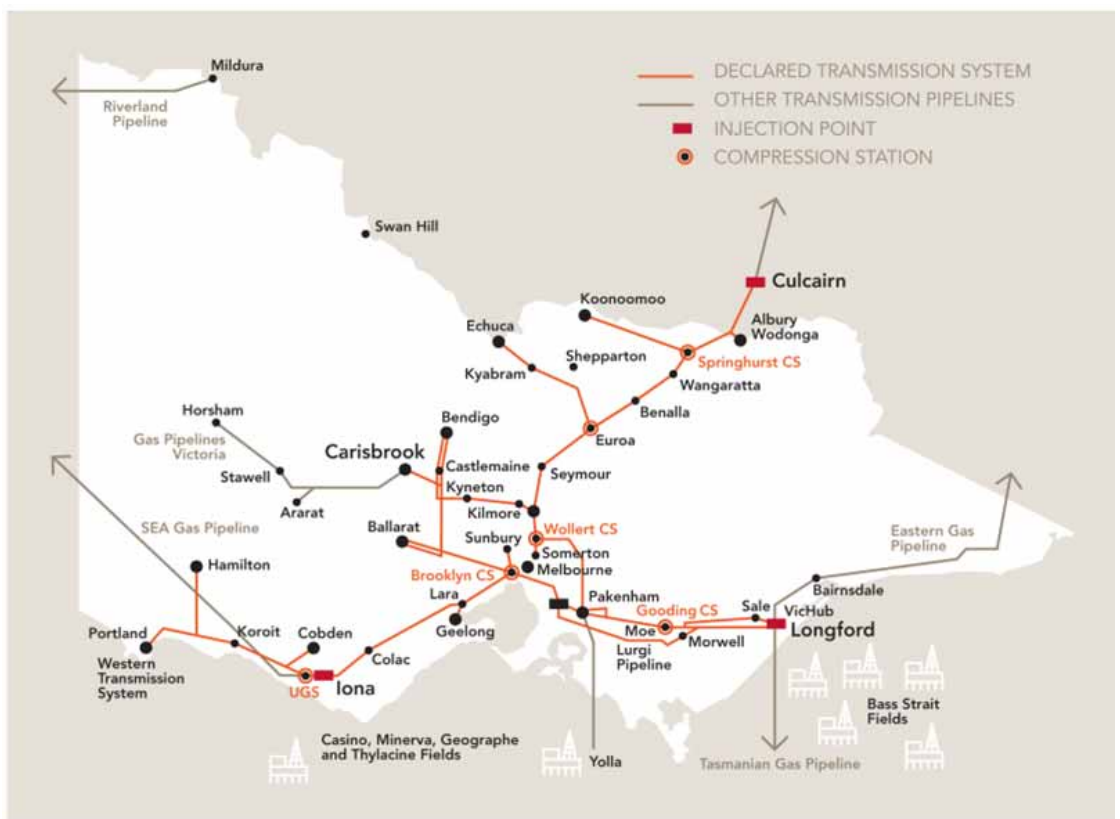 Mildura
Riverland
Pipeline
DECLARED TRANSMISSION SYSTEM
OTHER TRANSMISSION PIPELINES
INJECTION POINT
COMPRESSION STATION
Swan Hill
Culcairn
Koonoomoo
Echuca
Albury
Wodonga
Shepparton
Springhurst CS
Kyabram
Wangaratta
Benalla
Horsham
Bendigo
Gas Pipelines
Victoria
Carisbrook
Euroa
Stawell
Castlemaine
Seymour
Kyneton
Ararat
Kilmore
SEA Gas Pipeline
Ballarat
Wollert CS
Sunbury
Eastern Gas
Pipeline
Somerton
Melbourne
Hamilton
Brooklyn CS
Bairnsdale
Lara
Pakenham
Gooding CS
Sale
VicHub
Portland
Koroit
Cobden
Geelong
Moe
Longford
Lurgi
Pipeline
Morwell
Western
Transmission
System
Colac
UGS
Iona
Bass Strait
Fields
Casino, Minerva, Geographe
and Thylacine Fields
Yolla
Tasmanian Gas Pipeline